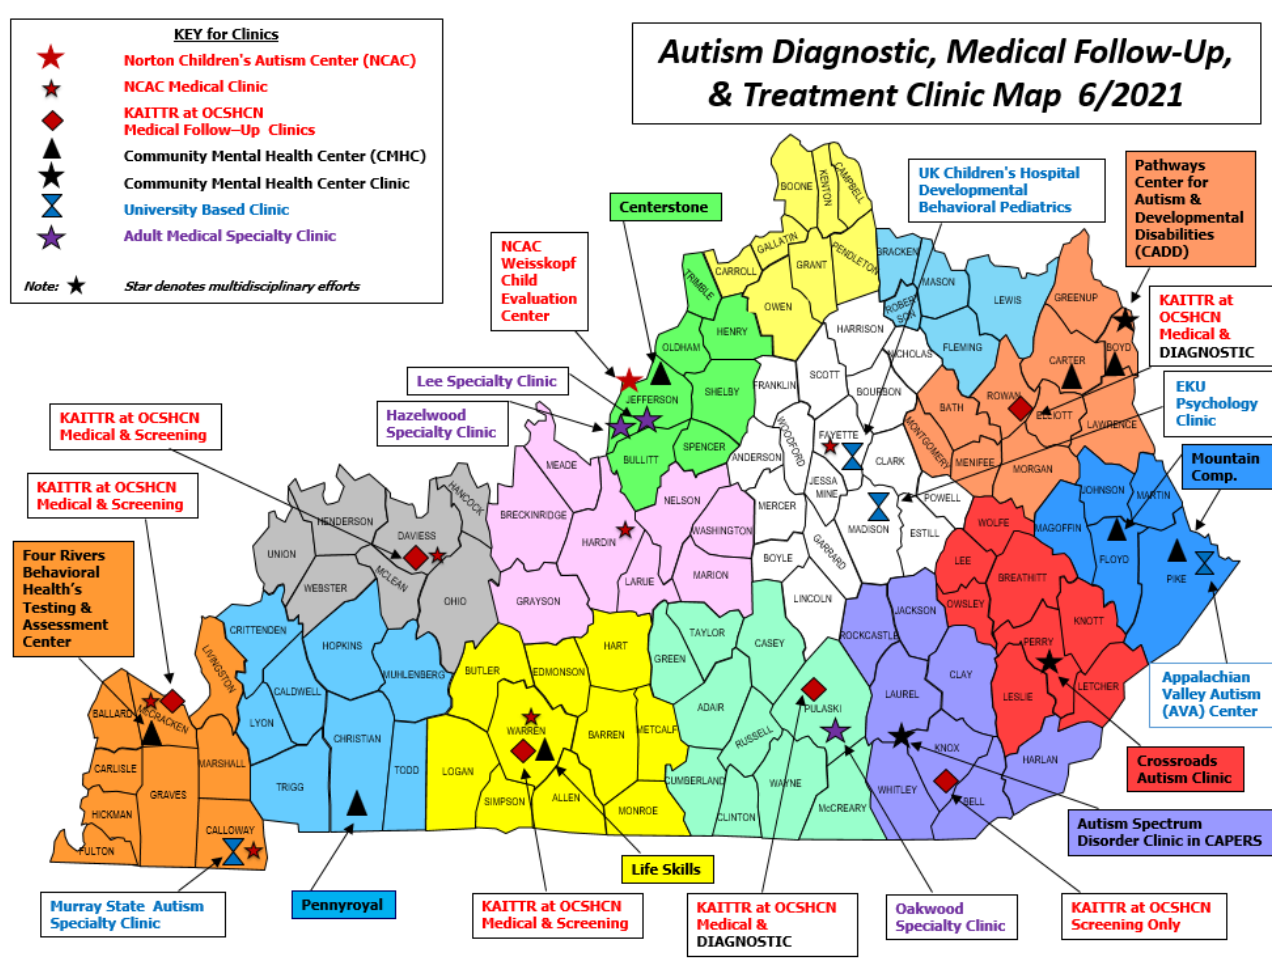 KEY for Clinics
Norton Children's Autism Center (NCAC)
NCAC Medical Clinic
KAITTR at OCSHCN
Medical Follow–Up Clinics
Community Mental Health Center (CMHC)
Community Mental Health Center Clinic
University Based Clinic
Adult Medical Specialty Clinic
Note:
Star denotes multidisciplinary efforts
Autism Diagnostic, Medical Follow-Up,
& Treatment Clinic Map 6/2021
UK Children's Hospital
Developmental
Behavioral Pediatrics
Pathways
Center for
Autism &
Developmental
Disabilities
(CADD)
Centerstone
NCAC
Weisskopf
Child
Evaluation
Center
KAITTR at
OCSHCN
Medical &
DIAGNOSTIC
Lee Specialty Clinic
Hazelwood
Specialty Clinic
EKU
Psychology
Clinic
KAITTR at OCSHCN
Medical & Screening
KAITTR at OCSHCN
Medical & Screening
Mountain
Comp.
Four Rivers
Behavioral
Health's
Testing &
Assessment
Center
Appalachian
Valley Autism
(AVA) Center
Crossroads
Autism Clinic
Autism Spectrum
Disorder Clinic in CAPERS
Life Skills
Murray State Autism
Specialty Clinic
Pennyroyal
KAITTR at OCSHCN
Medical & Screening
KAITTR at OCSHCN
Medical &
DIAGNOSTIC
Oakwood
Specialty Clinic
KAITTR at OCSHCN
Screening Only
BOONE
KENTON
CAMPBELL
GALLATIN
PENDLETON
CARROLL
GRANT
OWEN
TRIMBLE
HENRY
OLDHAM
SHELBY
JEFFERSON
SPENCER
BULLITT
BRACKEN
MASON
ROBERT
SON
LEWIS
FLEMING
GREENUP
CARTER
BOYD
ROWAN
ELLIOTT
LAWRENCE
BATH
MONTGOMERY
MENIFEE
MORGAN
HARRISON
NICHOLAS
SCOTT
BOURBON
FRANKLIN
WOODFORD
FAYETTE
CLARK
ANDERSON
JESSA
MINE
MERCER
MADISON
POWELL
ESTILL
GARRARD
BOYLE
LINCOLN
MEADE
BRECKINRIDGE
HARDIN
NELSON
WASHINGTON
MARION
LARUE
GRAYSON
HANCOCK
HENDERSON
DAVIESS
UNION
WEBSTER
MCLEAN
OHIO
JOHNSON
MARTIN
MAGOFFIN
FLOYD
PIKE
WOLFE
LEE
BREATHITT
OWSLEY
KNOTT
PERRY
LESLIE
LETCHER
JACKSON
ROCKCASTLE
CLAY
LAUREL
KNOX
WHITLEY
BELL
HARLAN
TAYLOR
CASEY
GREEN
ADAIR
PULASKI
RUSSELL
CUMBERLAND
WAYNE
CLINTON
McCREARY
HART
BUTLER
EDMONSON
WARREN
BARREN
METCALF
LOGAN
SIMPSON
ALLEN
MONROE
CRITTENDEN
HOPKINS
MUHLENBERG
CALDWELL
LYON
CHRISTIAN
TRIGG
TODD
LIVINGSTON
BALLARD
McCRACKEN
CARLISLE
GRAVES
MARSHALL
HICKMAN
FULTON
CALLOWAY